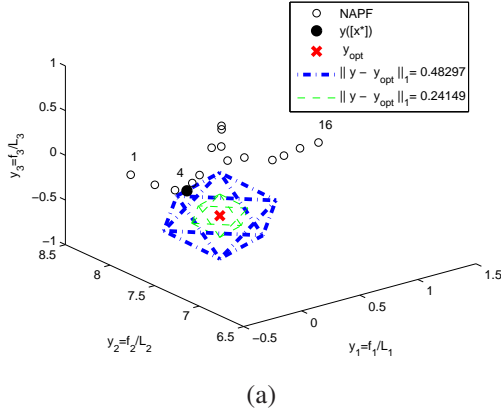 NAPF
y([x*])
y_opt
|| y − y_opt ||_1 = 0.48297
|| y − y_opt ||_1 = 0.24149
1
0.5
0
−0.5
−1
y_3=f_3/L_3
1
4
16
8.5
8
7.5
7
6.5
y_2=f_2/L_2
−0.5
0
0.5
1
1.5
y_1=f_1/L_1
(a)